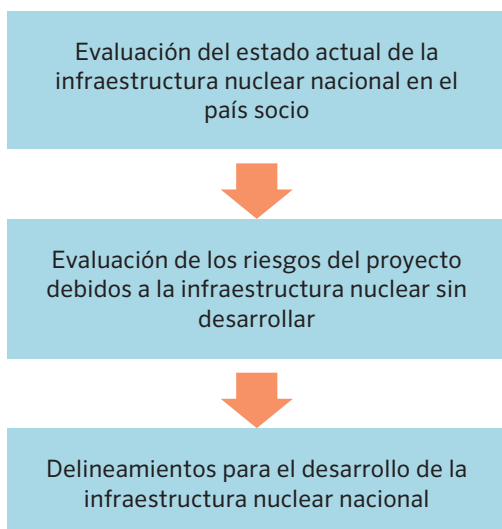 Evaluación del estado actual de la
infraestructura nuclear nacional en el
país socio
Evaluación de los riesgos del proyecto
debidos a la infraestructura nuclear sin
desarrollar
Delineamientos para el desarrollo de la
infraestructura nuclear nacional